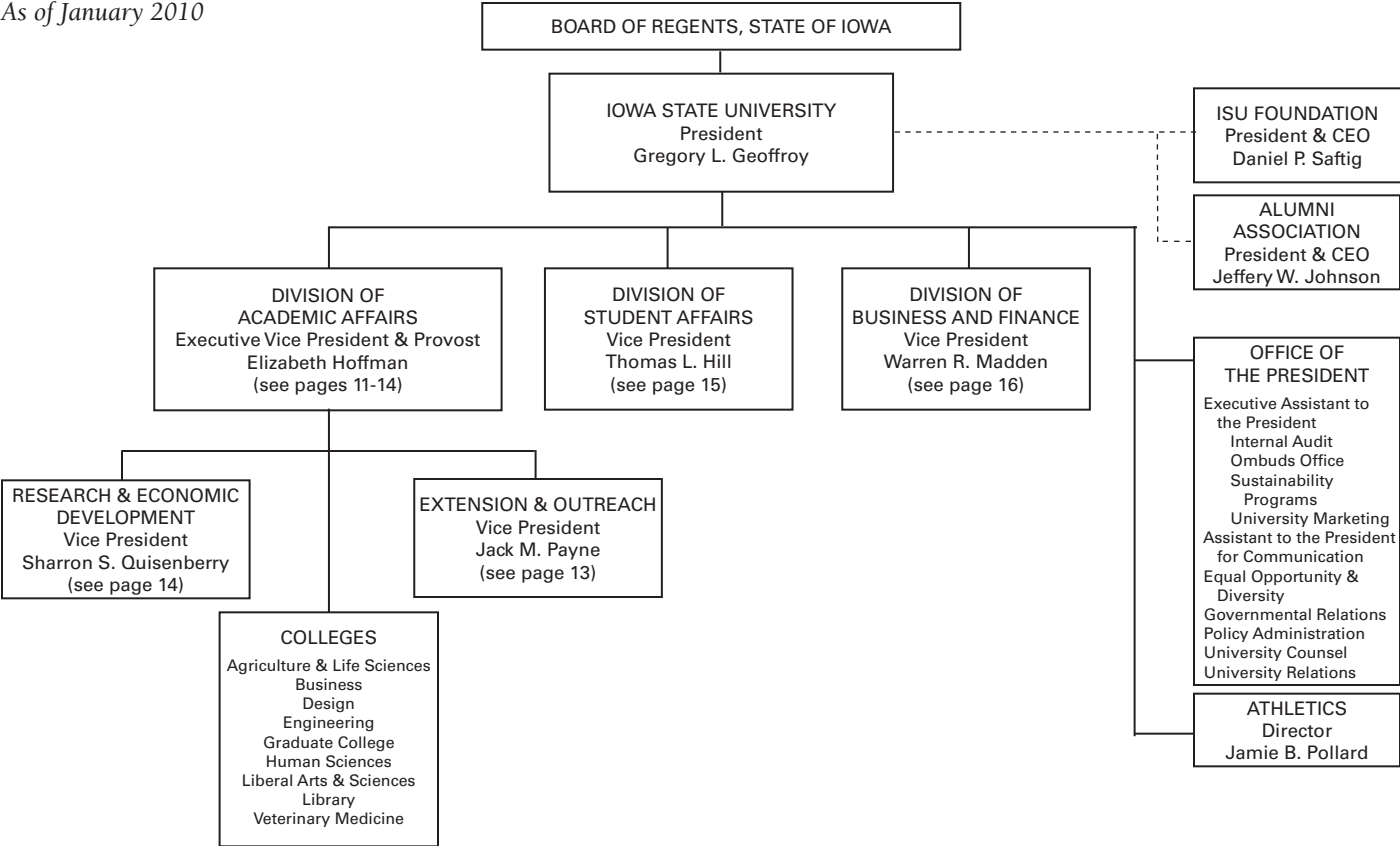 As of January 2010
BOARD OF REGENTS, STATE OF IOWA
IOWA STATE UNIVERSITY
President
Gregory L. Geoffroy
ISU FOUNDATION
President & CEO
Daniel P. Saftig
ALUMNI
ASSOCIATION
President & CEO
Jeffery W. Johnson
DIVISION OF
ACADEMIC AFFAIRS
Executive Vice President & Provost
Elizabeth Hoffman
(see pages 11-14)
DIVISION OF
STUDENT AFFAIRS
Vice President
Thomas L. Hill
(see page 15)
DIVISION OF
BUSINESS AND FINANCE
Vice President
Warren R. Madden
(see page 16)
OFFICE OF
THE PRESIDENT
Executive Assistant to
the President
Internal Audit
Ombuds Office
Sustainability
Programs
University Marketing
Assistant to the President
for Communication
Equal Opportunity &
Diversity
Governmental Relations
Policy Administration
University Counsel
University Relations
RESEARCH & ECONOMIC
DEVELOPMENT
Vice President
Sharron S. Quisenberry
(see page 14)
EXTENSION & OUTREACH
Vice President
Jack M. Payne
(see page 13)
COLLEGES
Agriculture & Life Sciences
Business
Design
Engineering
Graduate College
Human Sciences
Liberal Arts & Sciences
Library
Veterinary Medicine
ATHLETICS
Director
Jamie B. Pollard